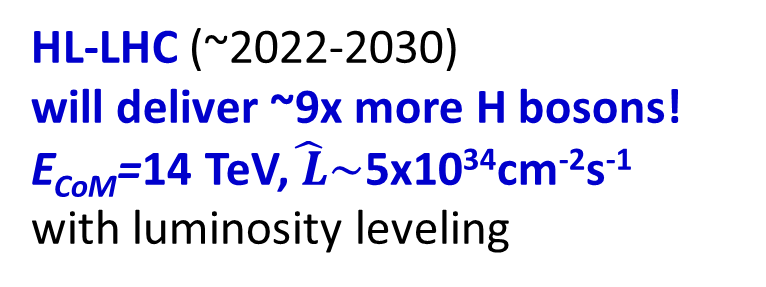 HL-LHC (~2022-2030)
will deliver ~9x more H bosons!
E_CoM=14 TeV, L̂~5x10³⁴cm⁻²s⁻¹
with luminosity leveling